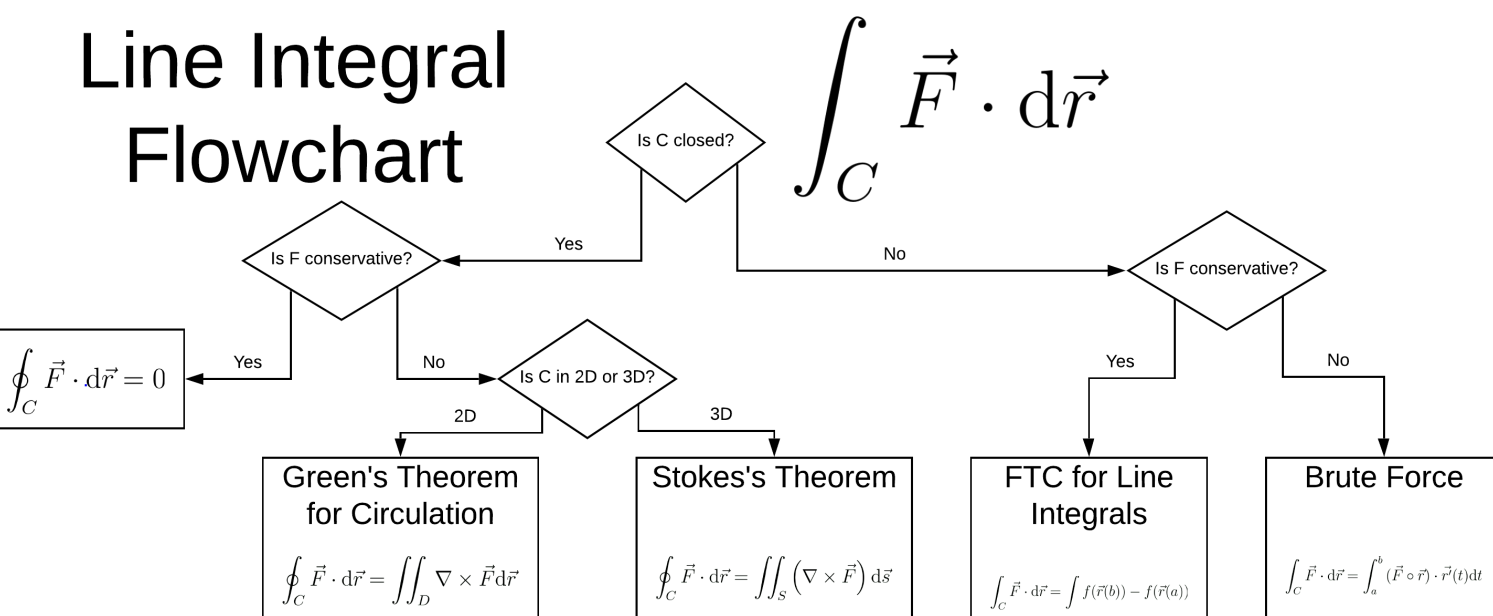 Line Integral
Flowchart
∫_C F⃗ · dr⃗
Is C closed?
Yes
No
Is F conservative?
Is F conservative?
Yes
No
Yes
No
∮_C F⃗ · dr⃗ = 0
Is C in 2D or 3D?
2D
3D
Green's Theorem
for Circulation
∮_C F⃗ · dr⃗ = ∬_D ∇ × F⃗dr⃗
Stokes's Theorem
∮_C F⃗ · dr⃗ = ∬_S (∇ × F⃗) ds⃗
FTC for Line
Integrals
∫_C F⃗ · dr⃗ = ∫ f(r⃗(b)) − f(r⃗(a))
Brute Force
∫_C F⃗ · dr⃗ = ∫_a^b (F⃗ ∘ r⃗) · r⃗'(t)dt